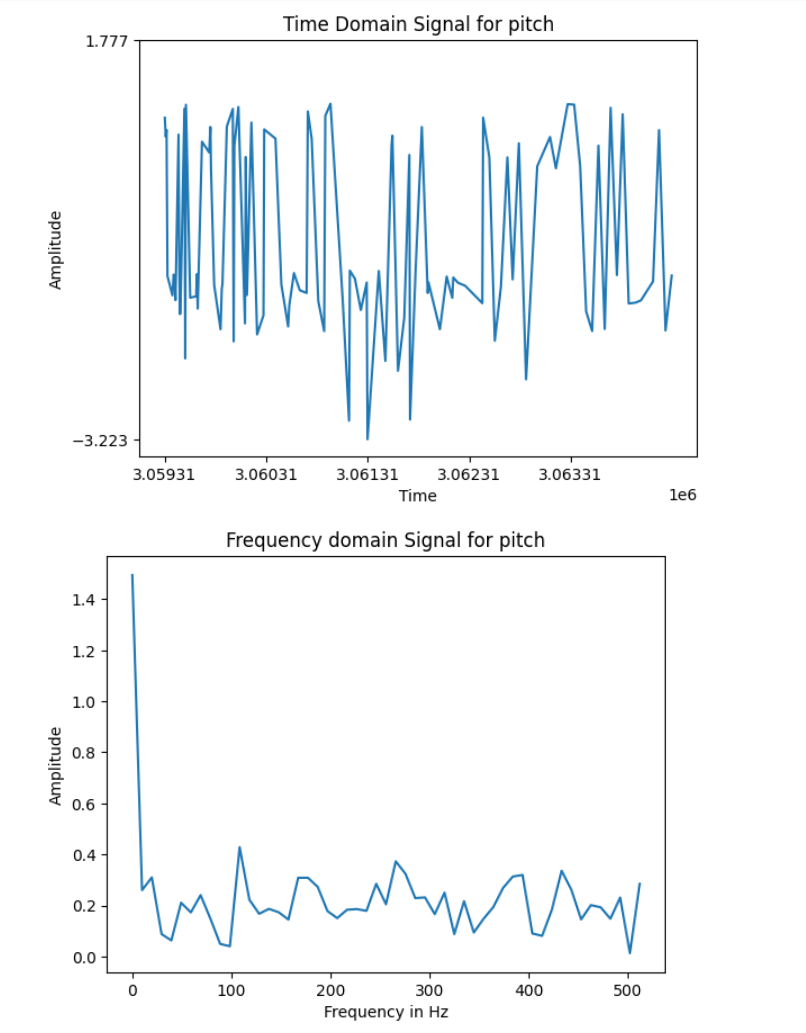 Time Domain Signal for pitch
1.777
Amplitude
−3.223
3.05931 3.06031 3.06131 3.06231 3.06331
Time
1e6
Frequency domain Signal for pitch
1.4
1.2
1.0
0.8
Amplitude
0.6
0.4
0.2
0.0
0 100 200 300 400 500
Frequency in Hz